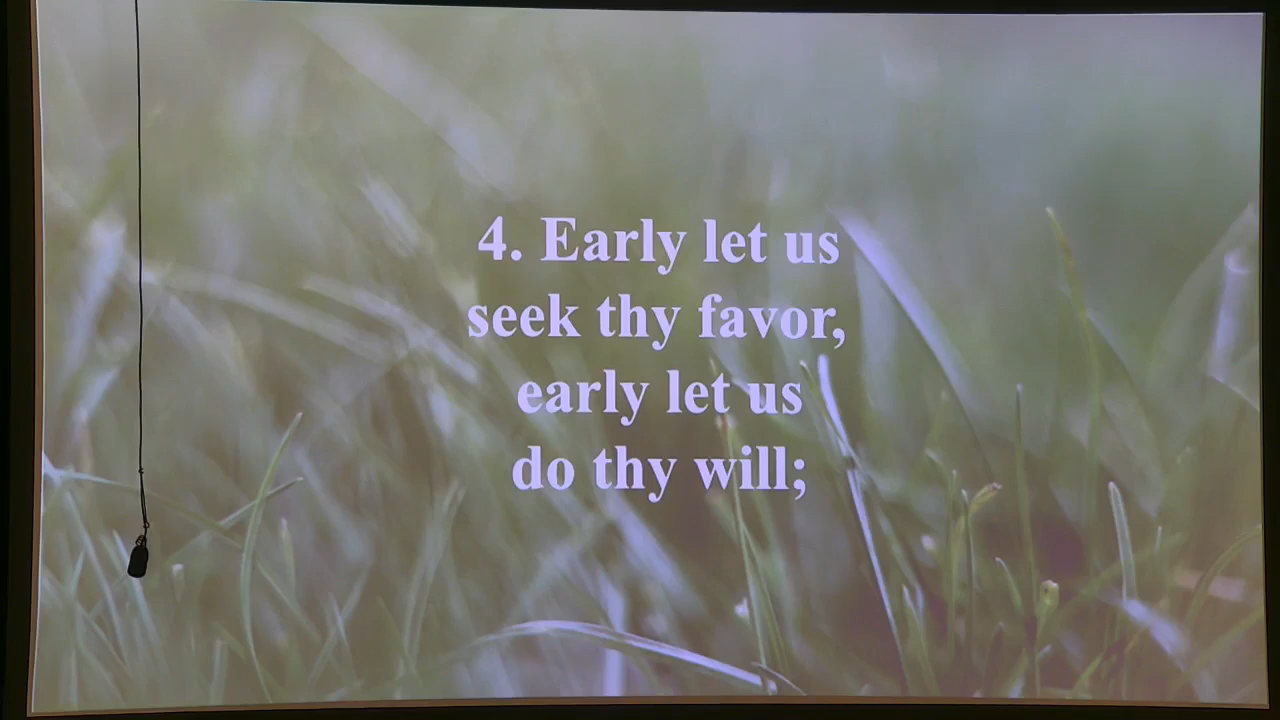 4. Early let us
seek thy favor,
early let us
do thy will;